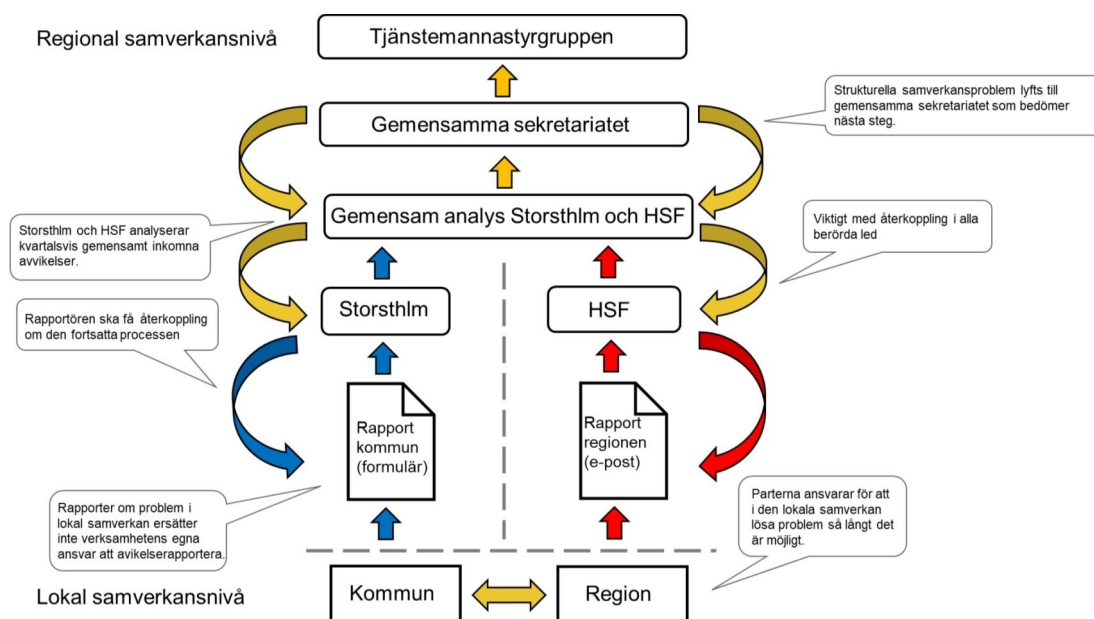 Regional samverkansnivå
Tjänstemannastyrgruppen
Strukturella samverkansproblem lyfts till
gemensamma sekretariatet som bedömer
nästa steg.
Gemensamma sekretariatet
Gemensam analys Storsthlm och HSF
Storsthlm och HSF analyserar
kvartalsvis gemensamt inkomna
avvikelser.
Viktigt med återkoppling i alla
berörda led
Storsthlm
HSF
Rapportören ska få återkoppling
om den fortsatta processen
Rapport
kommun
(formulär)
Rapport
regionen
(e-post)
Rapporter om problem i
lokal samverkan ersätter
inte verksamhetens egna
ansvar att avikelserapportera.
Parterna ansvarar för att
i den lokala samverkan
lösa problem så långt det
är möjligt.
Lokal samverkansnivå
Kommun
Region